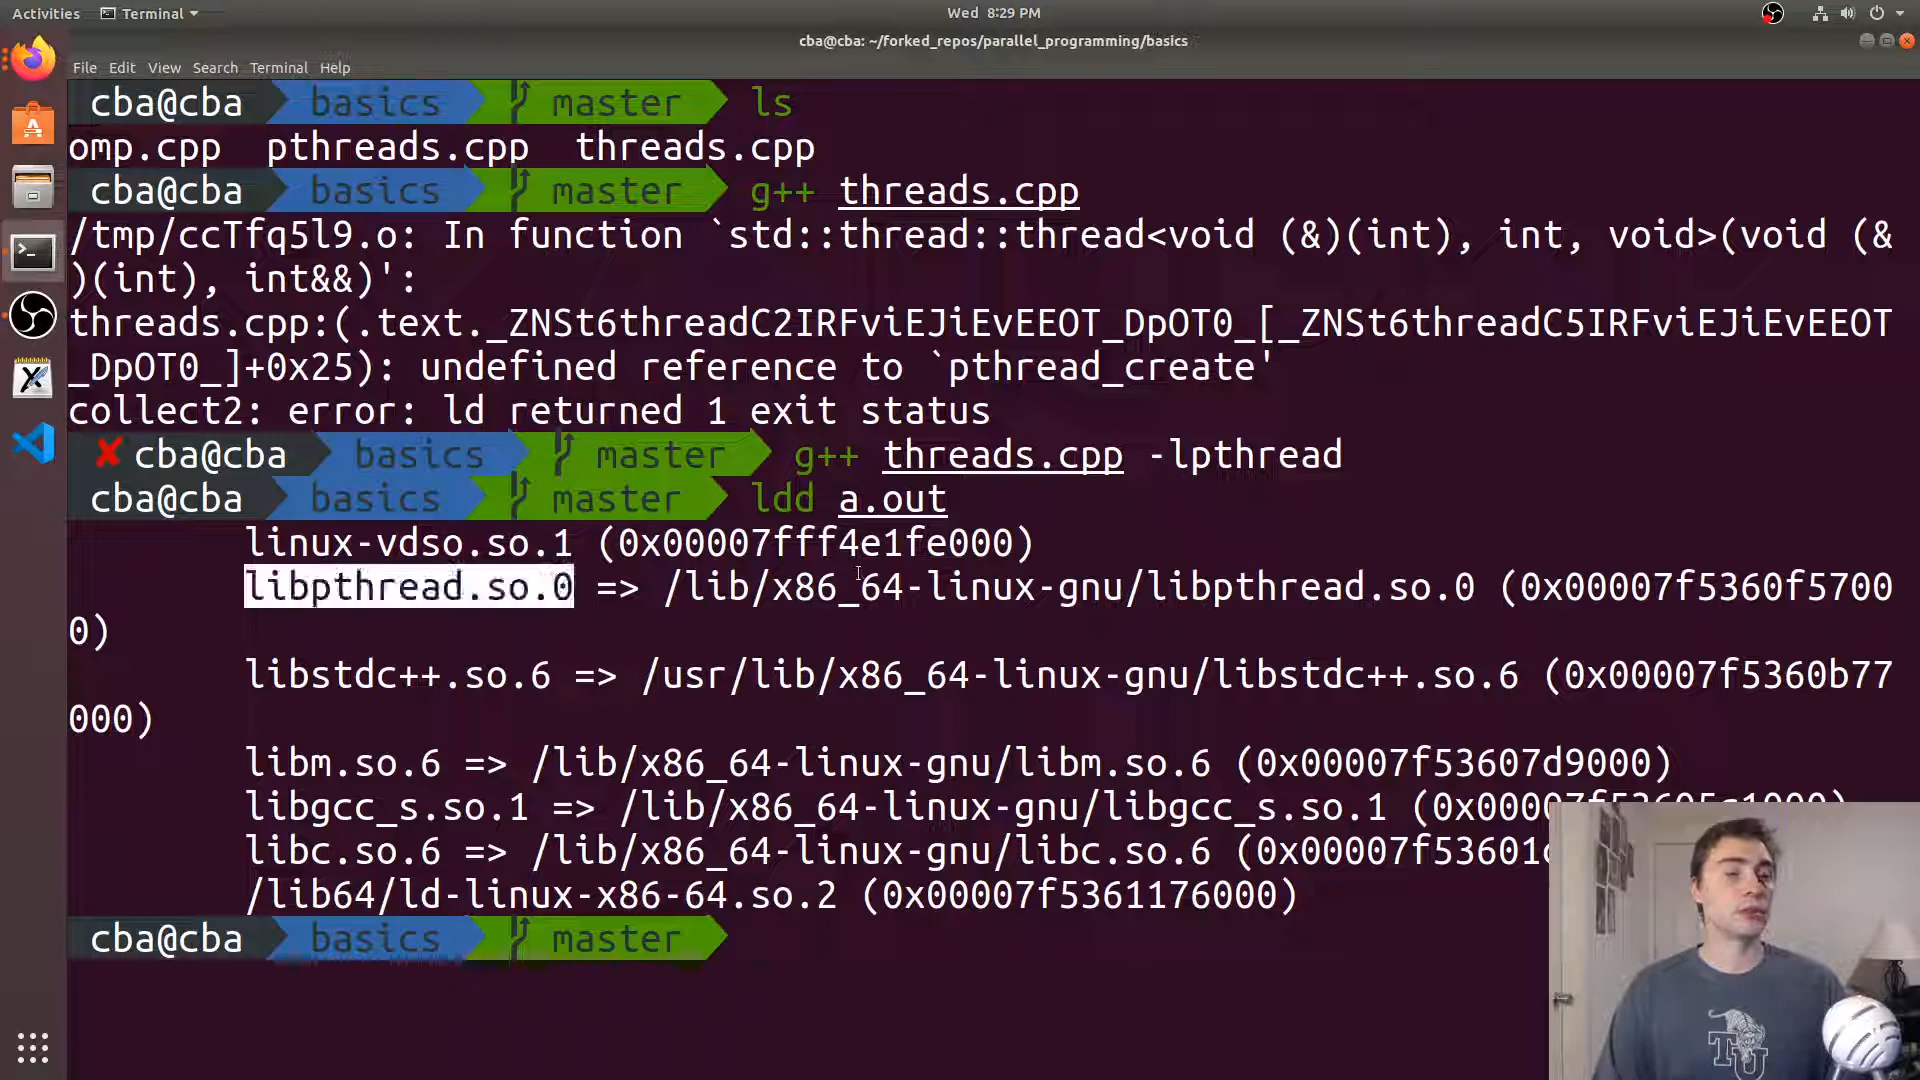 Activities Terminal Wed 8:29 PM
cba@cba: ~/forked_repos/parallel_programming/basics
File Edit View Search Terminal Help
cba@cba basics master ls
omp.cpp pthreads.cpp threads.cpp
cba@cba basics master g++ threads.cpp
/tmp/ccTfq5l9.o: In function `std::thread::thread<void (&)(int), int, void>(void (&
)(int), int&&)':
threads.cpp:(.text._ZNSt6threadC2IRFviEJiEvEEOT_DpOT0_[_ZNSt6threadC5IRFviEJiEvEEOT
_DpOT0_]+0x25): undefined reference to `pthread_create'
collect2: error: ld returned 1 exit status
✘ cba@cba basics master g++ threads.cpp -lpthread
cba@cba basics master ldd a.out
linux-vdso.so.1 (0x00007fff4e1fe000)
libpthread.so.0 => /lib/x86_64-linux-gnu/libpthread.so.0 (0x00007f5360f5700
0)
libstdc++.so.6 => /usr/lib/x86_64-linux-gnu/libstdc++.so.6 (0x00007f5360b77
000)
libm.so.6 => /lib/x86_64-linux-gnu/libm.so.6 (0x00007f53607d9000)
libgcc_s.so.1 => /lib/x86_64-linux-gnu/libgcc_s.so.1
libc.so.6 => /lib/x86_64-linux-gnu/libc.so.6
/lib64/ld-linux-x86-64.so.2 (0x00007f5361176000)
cba@cba basics master
TU